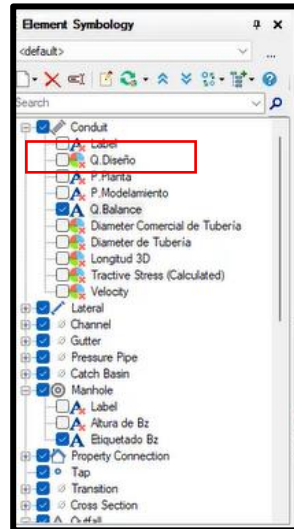 Element Symbology
<default>
...
Search
Conduit
Label
Q.Diseño
P.Planta
P.Modelamiento
Q.Balance
Diameter Comercial de Tubería
Diametro de Tubería
Longitud 3D
Tractive Stress (Calculated)
Velocity
Lateral
Channel
Gutter
Pressure Pipe
Catch Basin
Manhole
Label
Altura de Bz
Etiquetado Bz
Property Connection
Tap
Transition
Cross Section
Outfall